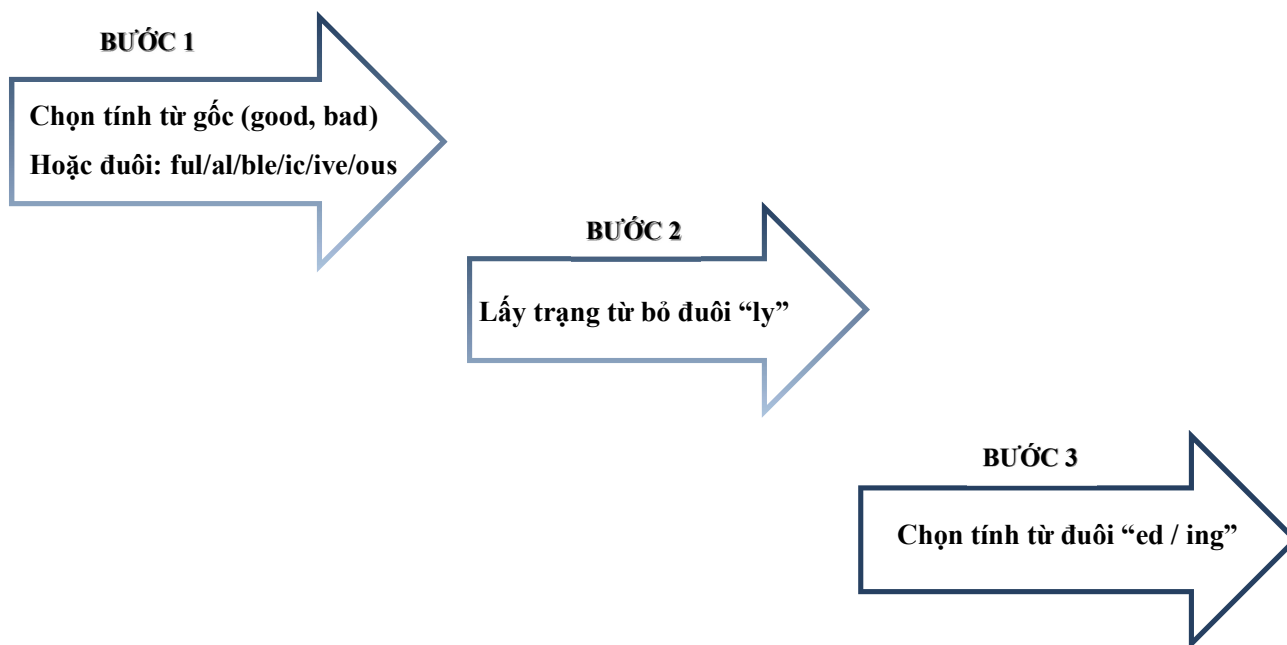 BƯỚC 1
Chọn tính từ gốc (good, bad)
Hoặc đuôi: ful/al/ble/ic/ive/ous
BƯỚC 2
Lấy trạng từ bỏ đuôi “ly”
BƯỚC 3
Chọn tính từ đuôi “ed / ing”